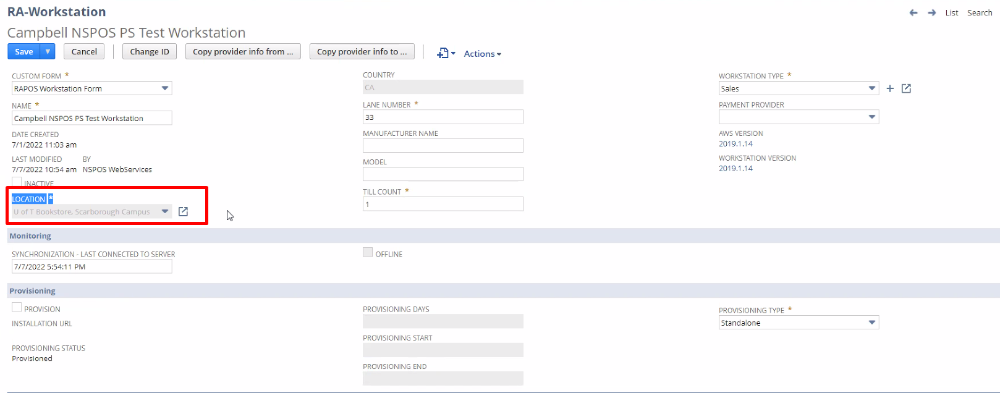 RA-Workstation
List Search
Campbell NSPOS PS Test Workstation
Save Cancel Change ID Copy provider info from ... Copy provider info to ... Actions
CUSTOM FORM *
RAPOS Workstation Form
NAME *
Campbell NSPOS PS Test Workstation
DATE CREATED
7/1/2022 11:03 am
LAST MODIFIED BY
7/7/2022 10:54 am NSPOS WebServices
INACTIVE
LOCATION *
U of T Bookstore, Scarborough Campus
COUNTRY
CA
LANE NUMBER *
33
MANUFACTURER NAME
MODEL
TILL COUNT *
1
WORKSTATION TYPE *
Sales
PAYMENT PROVIDER
AWS VERSION
2019.1.14
WORKSTATION VERSION
2019.1.14
Monitoring
SYNCHRONIZATION - LAST CONNECTED TO SERVER
7/7/2022 5:54:11 PM
OFFLINE
Provisioning
PROVISION
INSTALLATION URL
PROVISIONING STATUS
Provisioned
PROVISIONING DAYS
PROVISIONING START
PROVISIONING END
PROVISIONING TYPE *
Standalone